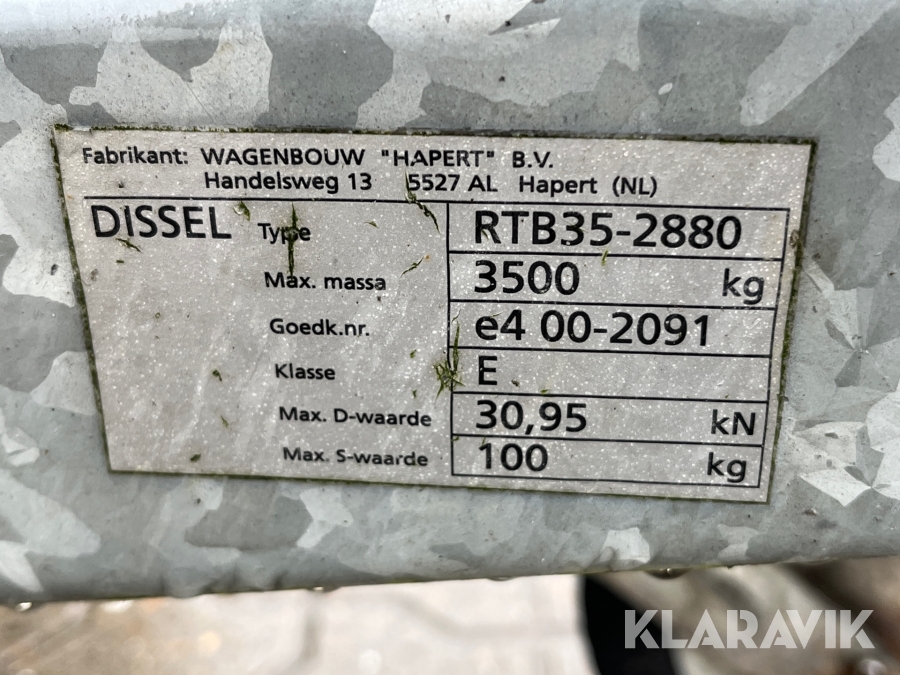 Fabrikant: WAGENBOUW "HAPERT" B.V.
Handelsweg 13 5527 AL Hapert (NL)
DISSEL Type RTB35-2880
Max. massa 3500 kg
Goedk.nr. e4 00-2091
Klasse E
Max. D-waarde 30,95 kN
Max. S-waarde 100 kg
KLARAVIK